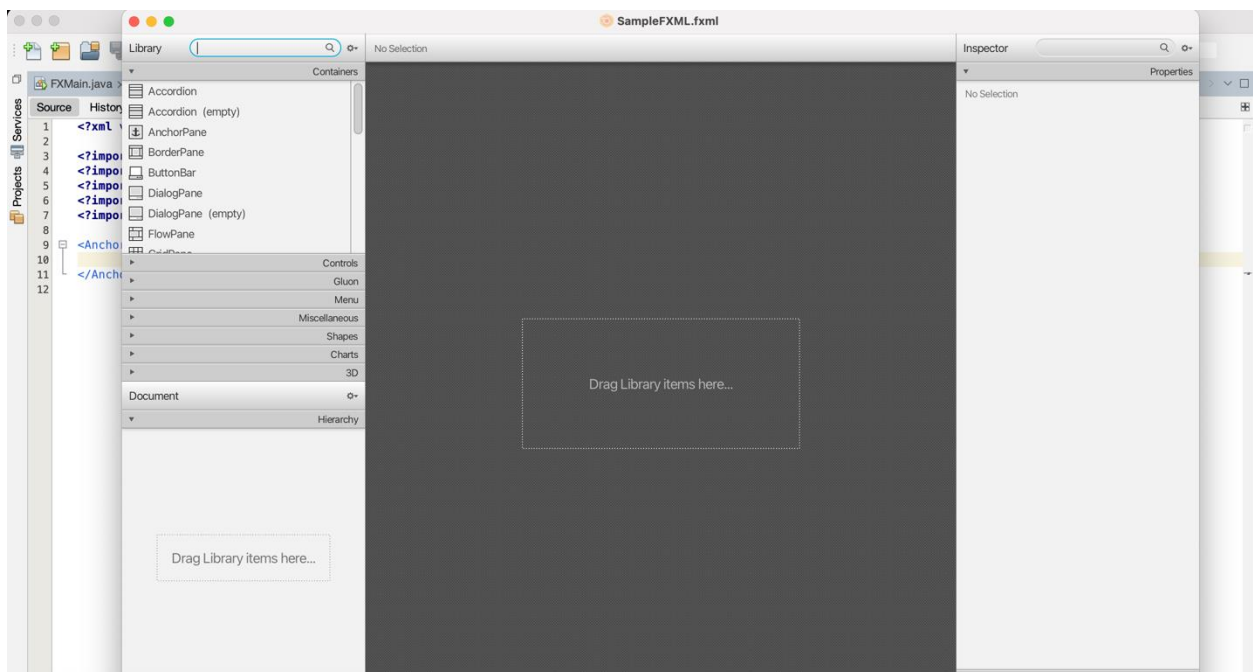 SampleFXML.fxml
Library
No Selection
Inspector
Containers
Properties
Accordion
No Selection
Accordion (empty)
AnchorPane
BorderPane
ButtonBar
DialogPane
DialogPane (empty)
FlowPane
GridPane
Controls
Gluon
Menu
Miscellaneous
Shapes
Charts
3D
Document
Hierarchy
Drag Library items here...
Drag Library items here...
FXMain.java
Source History
Services
Projects
1 <?xml
2
3 <?impo
4 <?impo
5 <?impo
6 <?impo
7 <?impo
8
9 <Ancho
10
11 </Anch
12